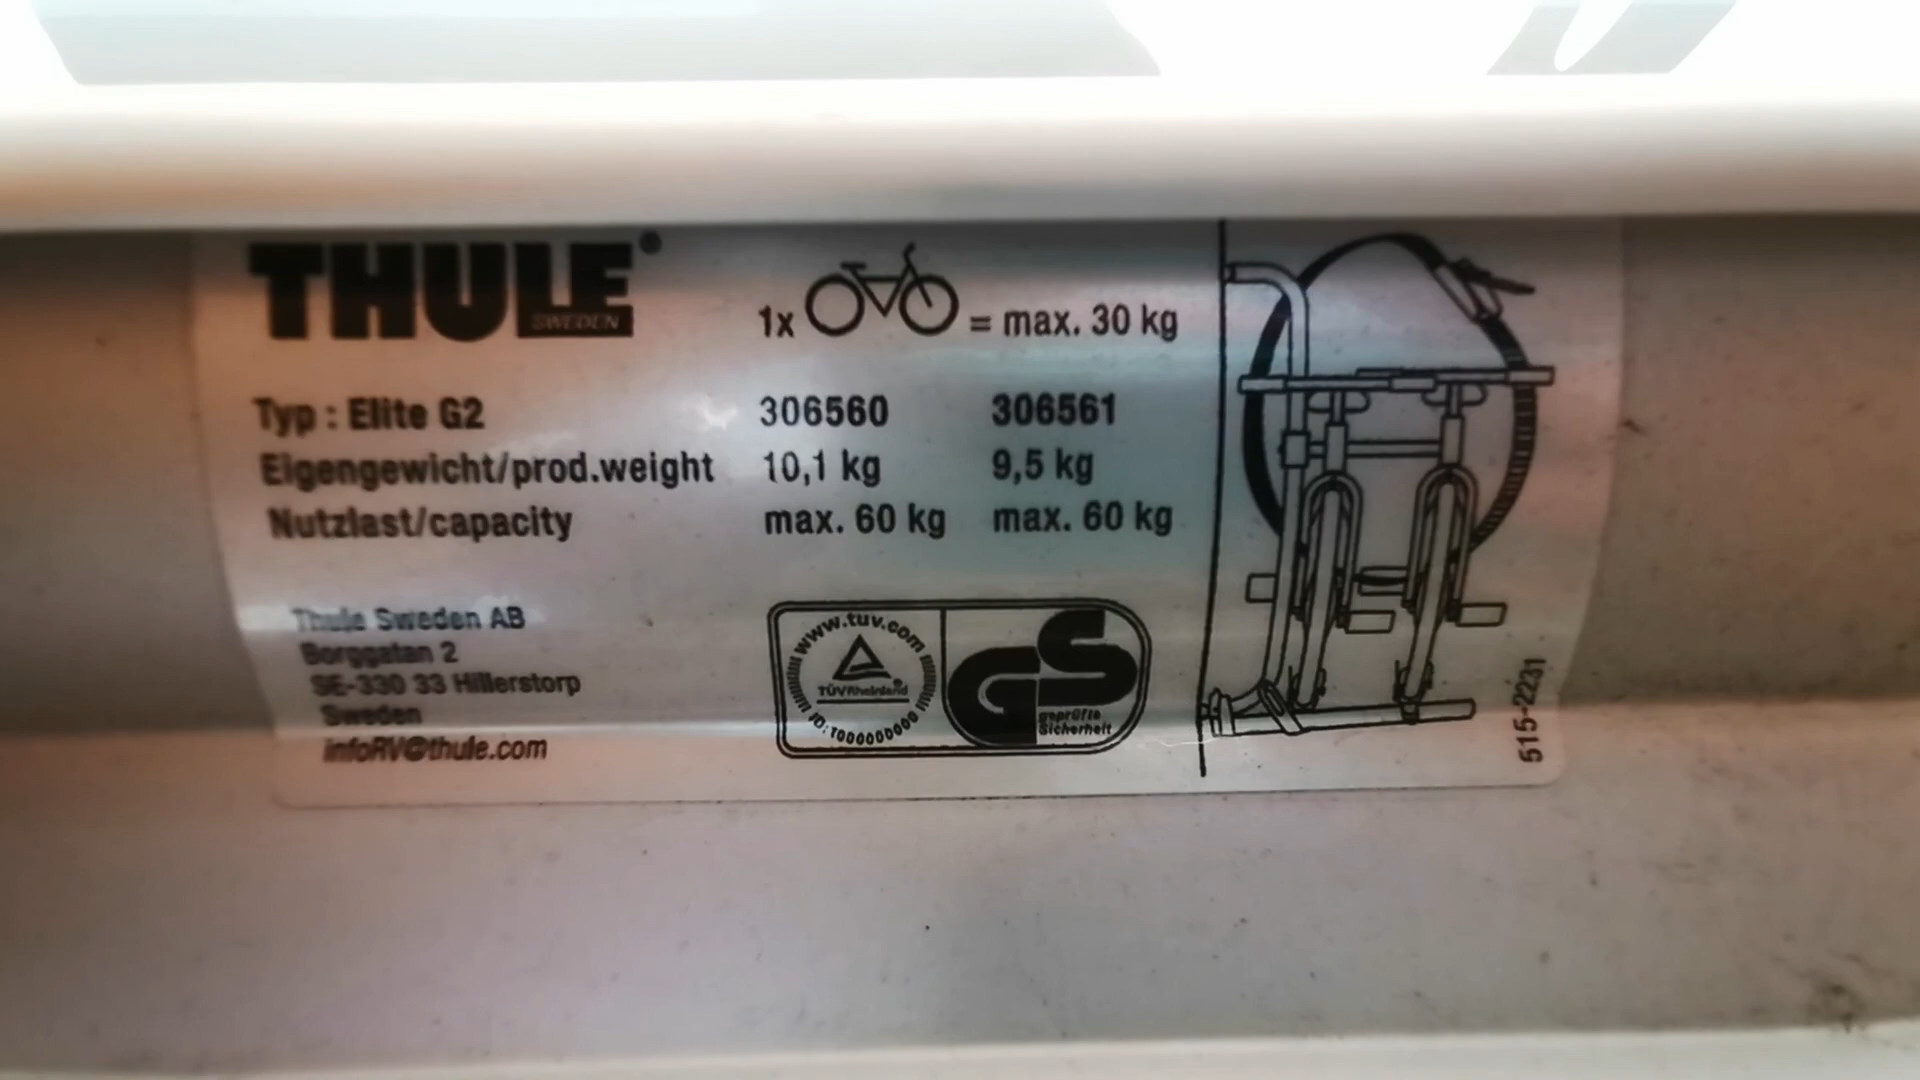 THULE®
SWEDEN
1x = max. 30 kg
Typ : Elite G2 306560 306561
Eigengewicht/prod.weight 10,1 kg 9,5 kg
Nutzlast/capacity max. 60 kg max. 60 kg
Thule Sweden AB
Borggatan 2
SE-330 33 Hillerstorp
Sweden
infoRV@thule.com
www.tuv.com
TÜVRheinland®
ID:1000000000
GS
geprüfte
Sicherheit
515-2231